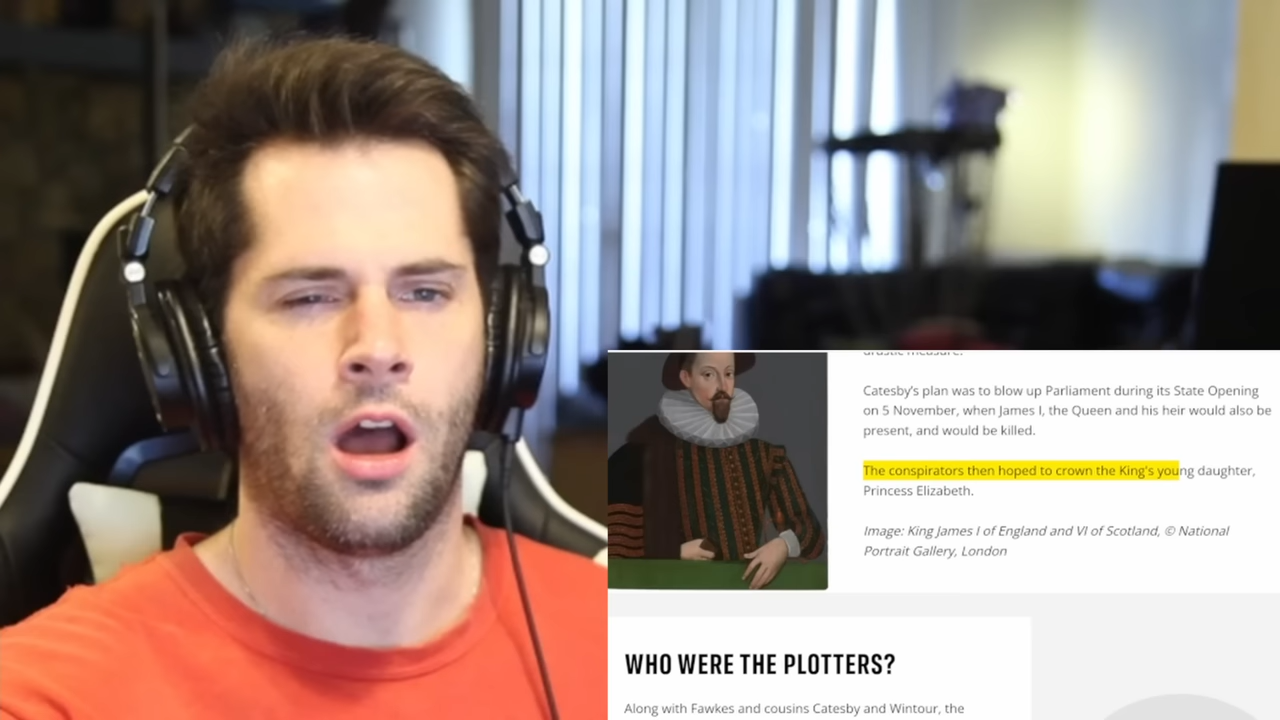 drastic measure.
Catesby's plan was to blow up Parliament during its State Opening
on 5 November, when James I, the Queen and his heir would also be
present, and would be killed.
The conspirators then hoped to crown the King's young daughter,
Princess Elizabeth.
Image: King James I of England and VI of Scotland, © National
Portrait Gallery, London
WHO WERE THE PLOTTERS?
Along with Fawkes and cousins Catesby and Wintour, the